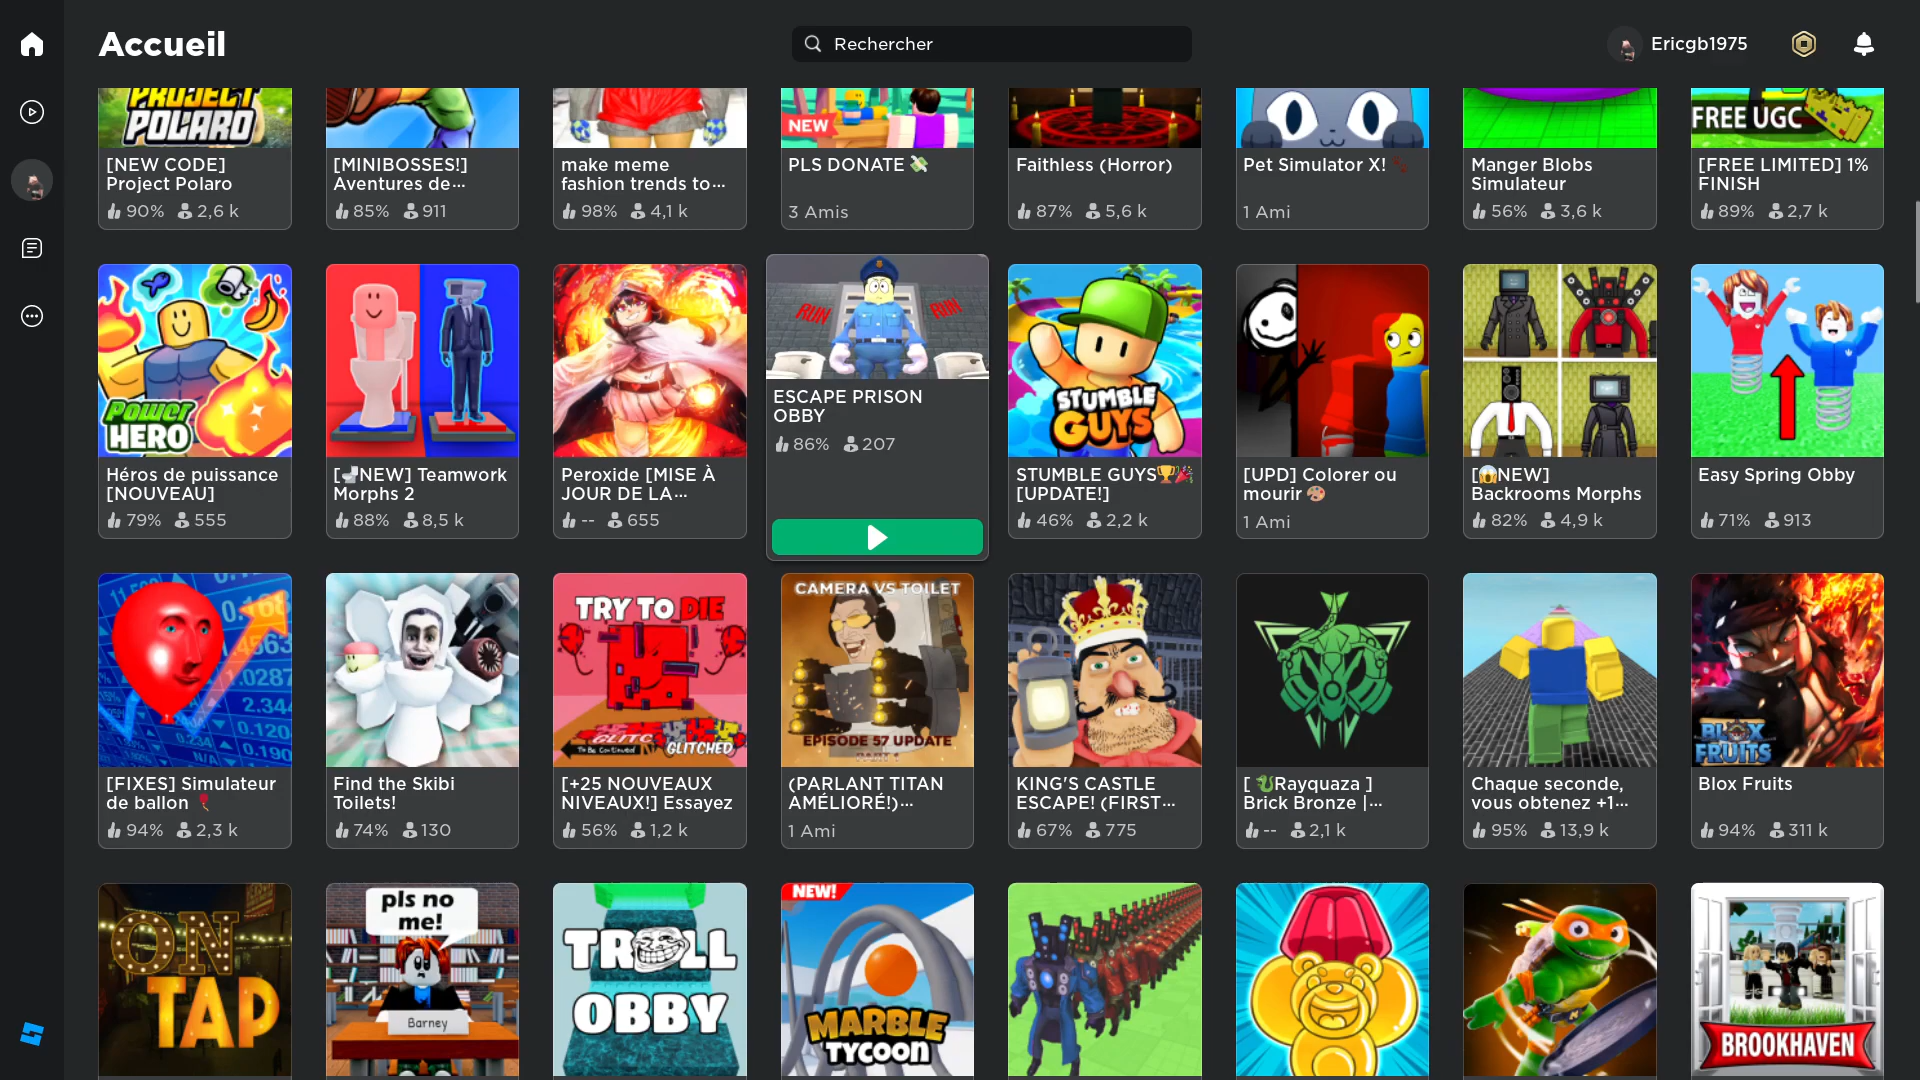 Accueil
Rechercher
Ericgb1975
PROJECT
POLARO
NEW
FREE UGC
[NEW CODE]
Project Polaro
90% 2,6 k
[MINIBOSSES!]
Aventures de...
85% 911
make meme
fashion trends to...
98% 4,1 k
PLS DONATE 💸
3 Amis
Faithless (Horror)
87% 5,6 k
Pet Simulator X!
1 Ami
Manger Blobs
Simulateur
56% 3,6 k
[FREE LIMITED] 1%
FINISH
89% 2,7 k
POWER
HERO
RUN
RUN
STUMBLE
GUYS
Héros de puissance
[NOUVEAU]
79% 555
[🚽NEW] Teamwork
Morphs 2
88% 8,5 k
Peroxide [MISE À
JOUR DE LA...
-- 655
ESCAPE PRISON
OBBY
86% 207
STUMBLE GUYS🏆🎉
[UPDATE!]
46% 2,2 k
[UPD] Colorer ou
mourir 🎨
1 Ami
[😱NEW]
Backrooms Morphs
82% 4,9 k
Easy Spring Obby
71% 913
TRY TO DIE
To Be Continued
GLITCHED
CAMERA VS TOILET
EPISODE 57 UPDATE
BLOX
FRUITS
[FIXES] Simulateur
de ballon 🎈
94% 2,3 k
Find the Skibi
Toilets!
74% 130
[+25 NOUVEAUX
NIVEAUX!] Essayez
56% 1,2 k
(PARLANT TITAN
AMÉLIORÉ!)...
1 Ami
KING'S CASTLE
ESCAPE! (FIRST...
67% 775
[ 🐉Rayquaza ]
Brick Bronze |...
-- 2,1 k
Chaque seconde,
vous obtenez +1...
95% 13,9 k
Blox Fruits
94% 311 k
ON
TAP
pls no
me!
Barney
TROLL
OBBY
NEW!
MARBLE
TYCOON
BROOKHAVEN